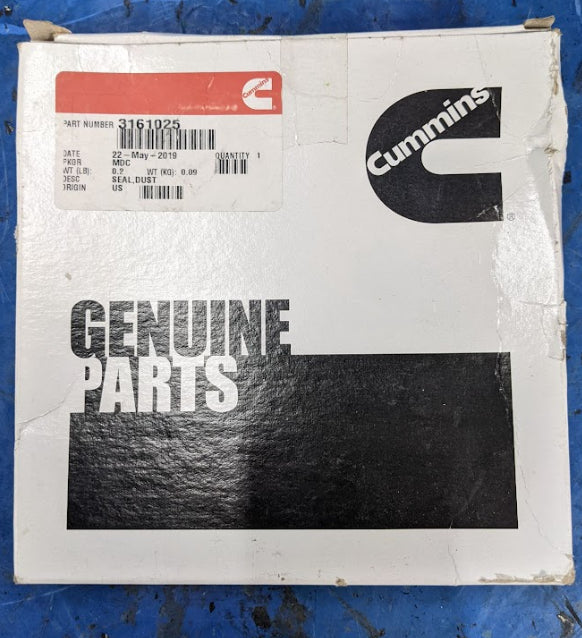 Cummins
PART NUMBER 3161925
DATE 22-May-2019 QUANTITY 1
PKGR MDC
WT (LB): 0.2 WT (KG): 0.09
DESC SEAL,DUST
ORIGIN US
Cummins
®
GENUINE
PARTS